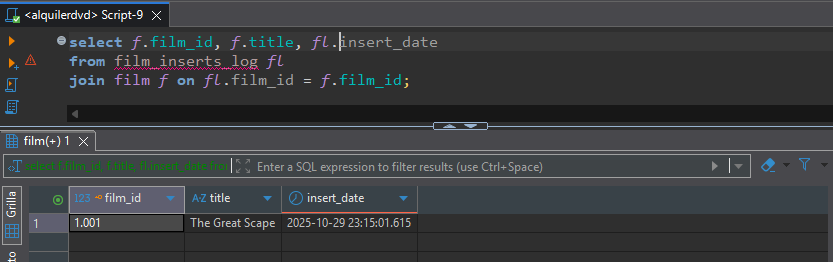 <alquilerdvd> Script-9
select f.film_id, f.title, fl.insert_date
from film_inserts_log fl
join film f on fl.film_id = f.film_id;
film(+) 1
select f.film_id, f.title, fl.insert_date from
Enter a SQL expression to filter results (use Ctrl+Space)
Grilla
123 film_id
A-Z title
insert_date
1
1.001
The Great Scape
2025-10-29 23:15:01.615